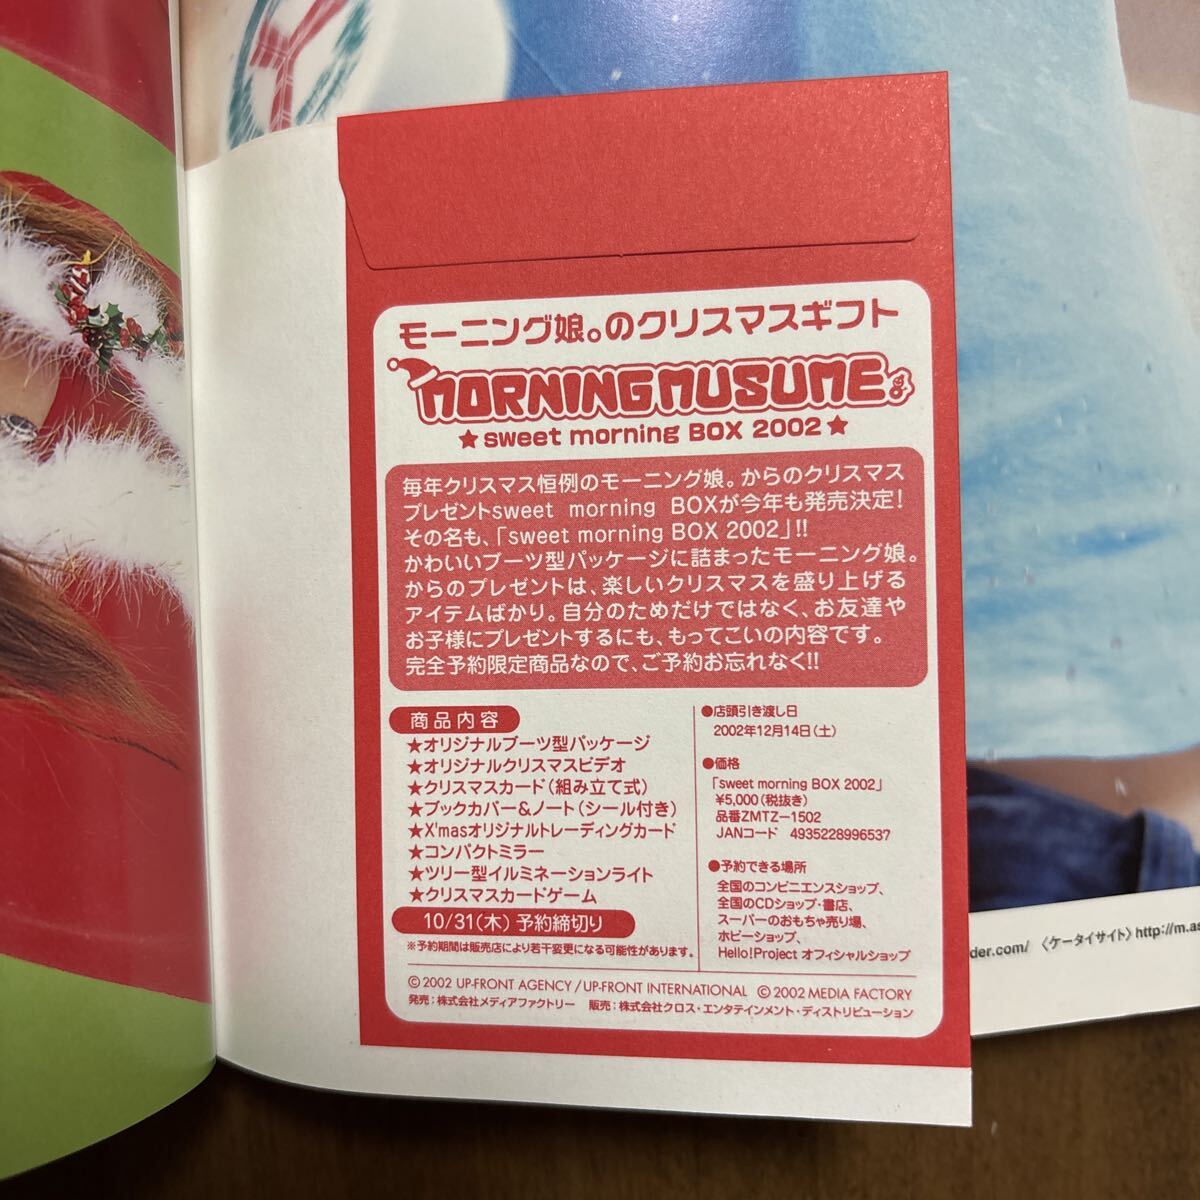 モーニング娘。のクリスマスギフト
MORNING MUSUME。
★sweet morning BOX 2002★
毎年クリスマス恒例のモーニング娘。からのクリスマス
プレゼントsweet morning BOXが今年も発売決定!
その名も、「sweet morning BOX 2002」!!
かわいいブーツ型パッケージに詰まったモーニング娘。
からのプレゼントは、楽しいクリスマスを盛り上げる
アイテムばかり。自分のためだけではなく、お友達や
お子様にプレゼントするにも、もってこいの内容です。
完全予約限定商品なので、ご予約お忘れなく!!
商品内容
★オリジナルブーツ型パッケージ
★オリジナルクリスマスビデオ
★クリスマスカード(組み立て式)
★ブックカバー&ノート(シール付き)
★X'masオリジナルトレーディングカード
★コンパクトミラー
★ツリー型イルミネーションライト
★クリスマスカードゲーム
10/31(木) 予約締切り
※予約期間は販売店により若干変更になる可能性があります。
●店頭引き渡し日
2002年12月14日(土)
●価格
「sweet morning BOX 2002」
¥5,000(税抜き)
品番ZMTZ-1502
JANコード 4935228996537
●予約できる場所
全国のコンビニエンスショップ、
全国のCDショップ・書店、
スーパーのおもちゃ売り場、
ホビーショップ、
Hello!Project オフィシャルショップ
©2002 UP-FRONT AGENCY/UP-FRONT INTERNATIONAL ©2002 MEDIA FACTORY
発売:株式会社メディアファクトリー 販売:株式会社クロス・エンタテインメント・ディストリビューション
der.com/ 〈ケータイサイト〉http://m.as